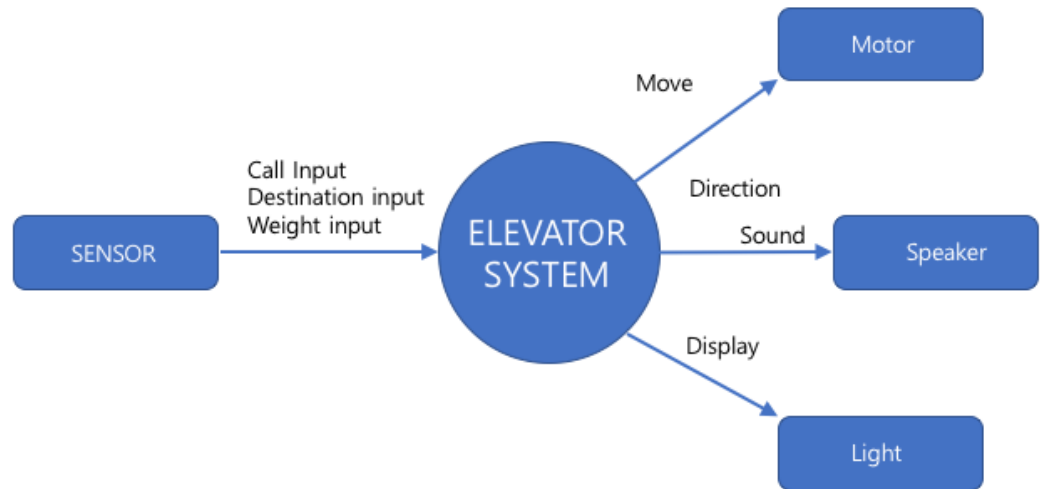 Motor
Move
Call Input
Destination input
Weight input
Direction
SENSOR
ELEVATOR
SYSTEM
Sound
Speaker
Display
Light